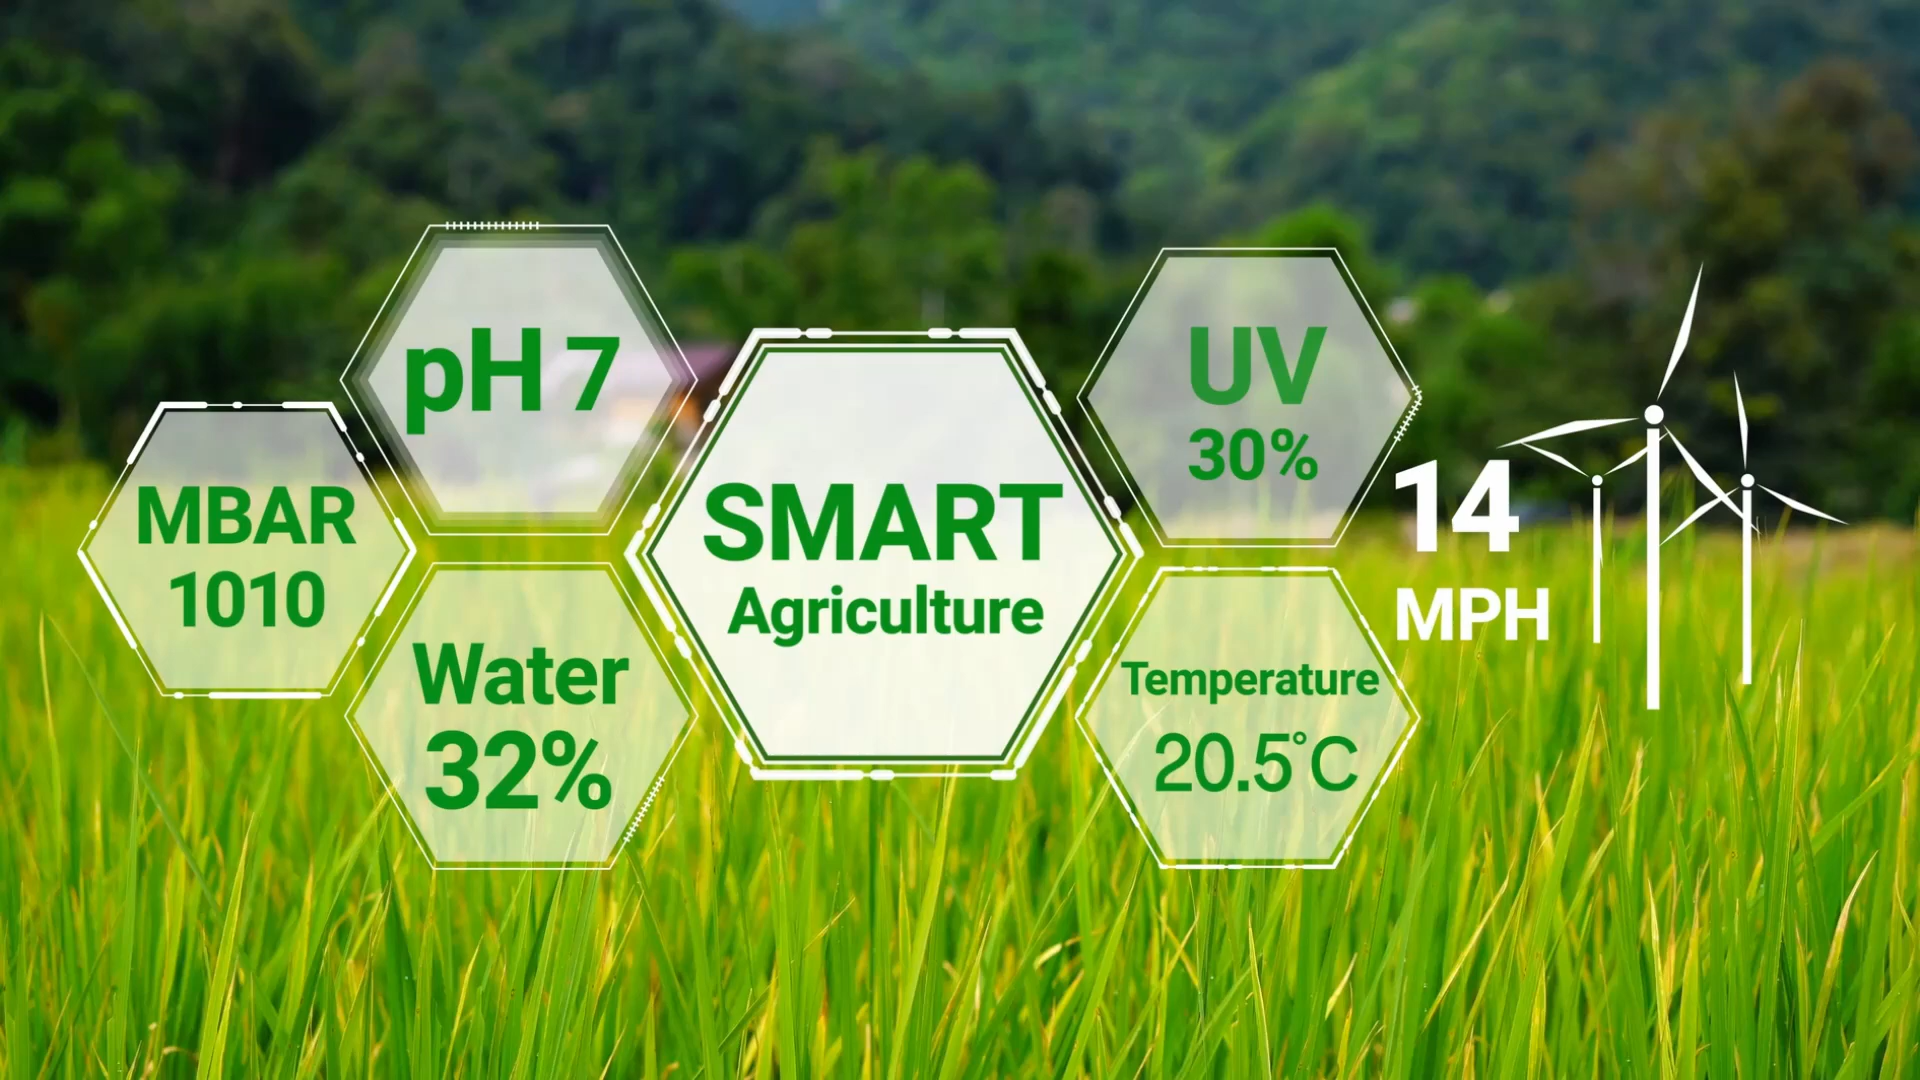 pH 7
MBAR
1010
Water
32%
SMART
Agriculture
UV
30%
Temperature
20.5°C
14
MPH